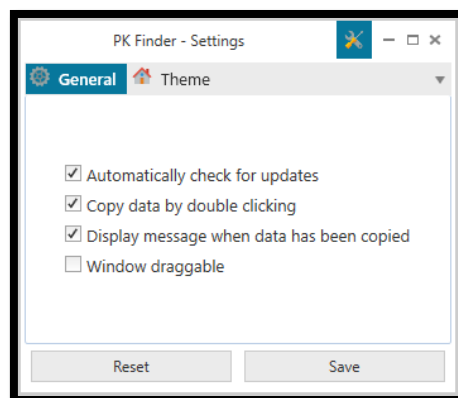 PK Finder - Settings
General Theme
Automatically check for updates
Copy data by double clicking
Display message when data has been copied
Window draggable
Reset Save